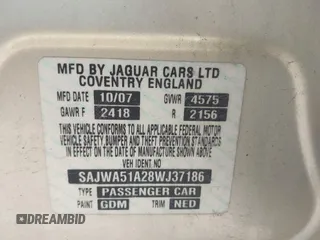 MFD BY JAGUAR CARS LTD
COVENTRY ENGLAND
MFD DATE 10/07 GVWR 4575
GAWR F 2418 R 2156
THIS VEHICLE CONFORMS TO ALL APPLICABLE FEDERAL MOTOR
VEHICLE SAFETY, BUMPER AND THEFT PREVENTION STANDARDS
IN EFFECT ON THE DATE OF MANUFACTURE SHOWN ABOVE
VEH IDENT NO
SAJWA51A28WJ37186
TYPE PASSENGER CAR
PAINT GDM TRIM NED
DREAMBID